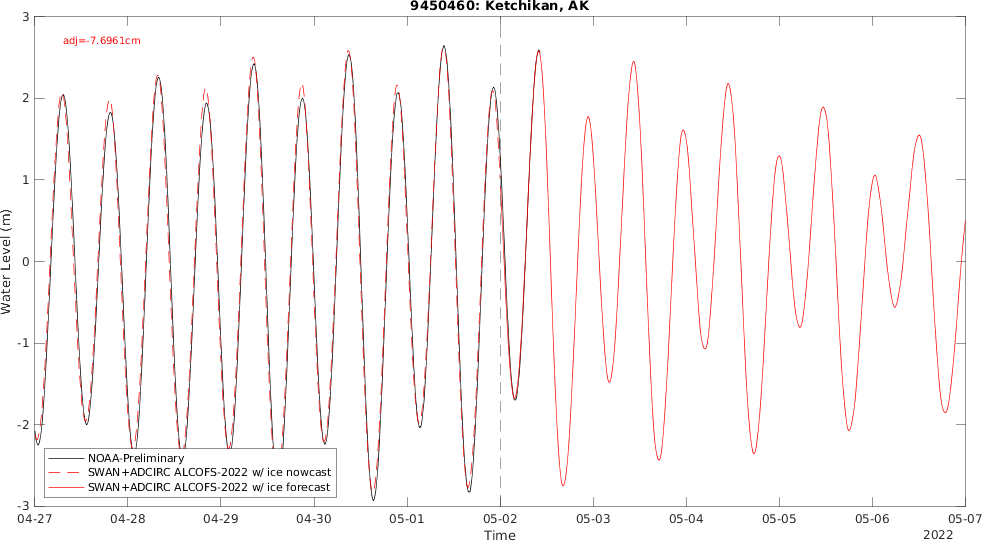 9450460: Ketchikan, AK
adj=-7.6961cm
Water Level (m)
3
2
1
0
-1
-2
-3
NOAA-Preliminary
SWAN+ADCIRC ALCOFS-2022 w/ ice nowcast
SWAN+ADCIRC ALCOFS-2022 w/ ice forecast
04-27 04-28 04-29 04-30 05-01 05-02 05-03 05-04 05-05 05-06 05-07
Time
2022